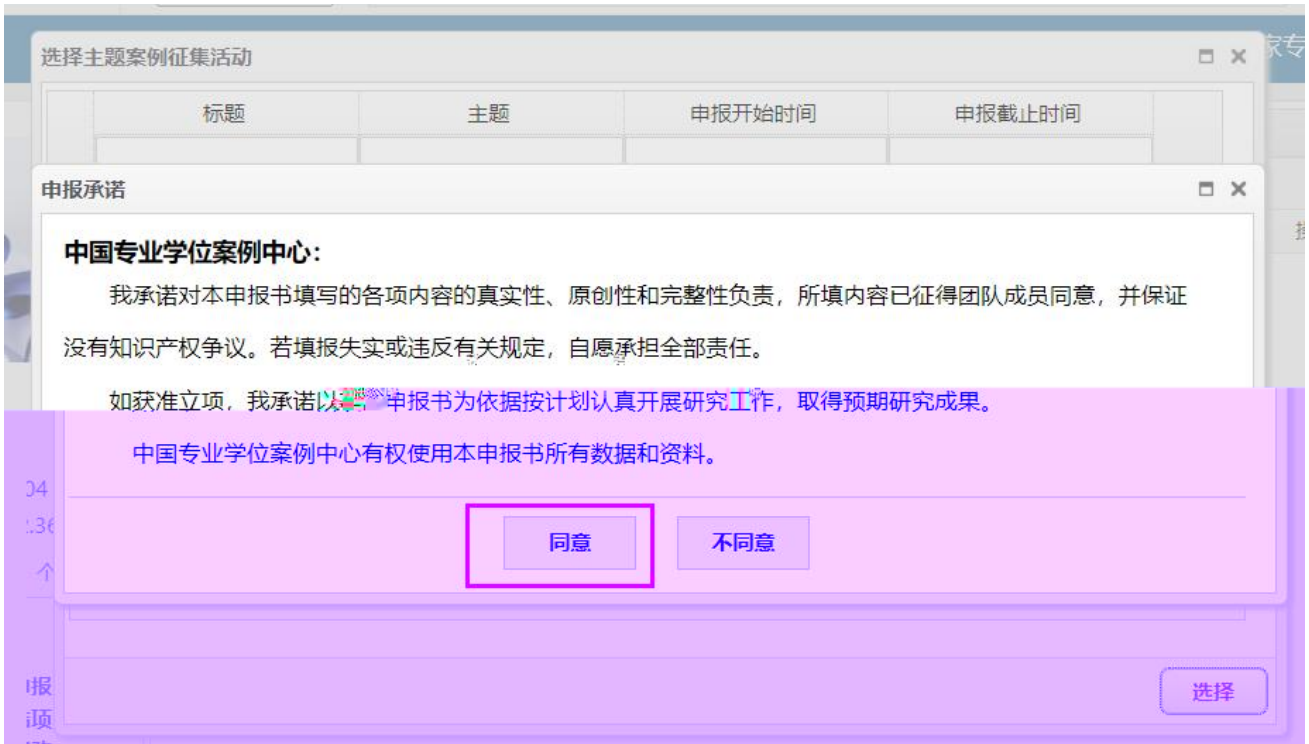 家专
选择主题案例征集活动
标题 主题 申报开始时间 申报截止时间
申报承诺
中国专业学位案例中心：
我承诺对本申报书填写的各项内容的真实性、原创性和完整性负责，所填内容已征得团队成员同意，并保证
没有知识产权争议。若填报失实或违反有关规定，自愿承担全部责任。
如获准立项，我承诺以 申报书为依据按计划认真开展研究工作，取得预期研究成果。
中国专业学位案例中心有权使用本申报书所有数据和资料。
04
.36
个
同意 不同意
报
项
选择